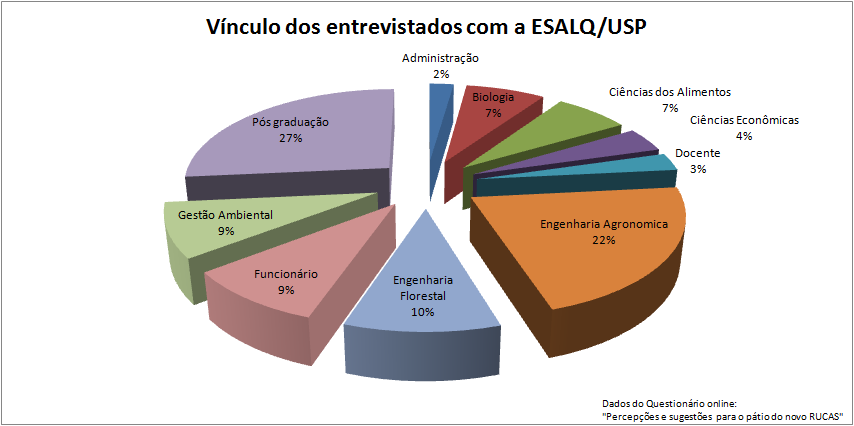 Vínculo dos entrevistados com a ESALQ/USP
Administração
2%
Biologia
7%
Ciências dos Alimentos
7%
Ciências Econômicas
4%
Docente
3%
Engenharia Agronomica
22%
Engenharia
Florestal
10%
Funcionário
9%
Gestão Ambiental
9%
Pós graduação
27%
Dados do Questionário online:
"Percepções e sugestões para o pátio do novo RUCAS"